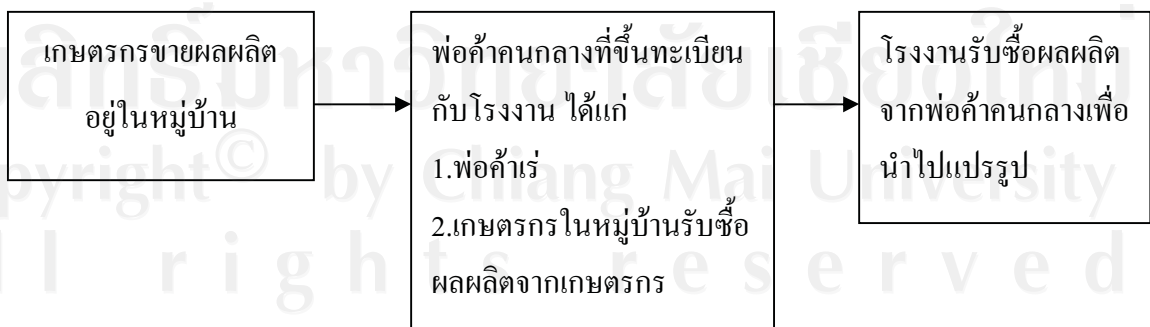 เกษตรกรขายผลผลิต
อยู่ในหมู่บ้าน
พ่อค้าคนกลางที่ขึ้นทะเบียน
กับโรงงาน ได้แก่
1.พ่อค้าเร่
2.เกษตรกรในหมู่บ้านรับซื้อ
ผลผลิตจากเกษตรกร
โรงงานรับซื้อผลผลิต
จากพ่อค้าคนกลางเพื่อ
นำไปแปรรูป
สิทธิ์มหาวิทยาลัยเชียงใหม่
opyright © by Chiang Mai University
l l r i g h t s r e s e r v e d